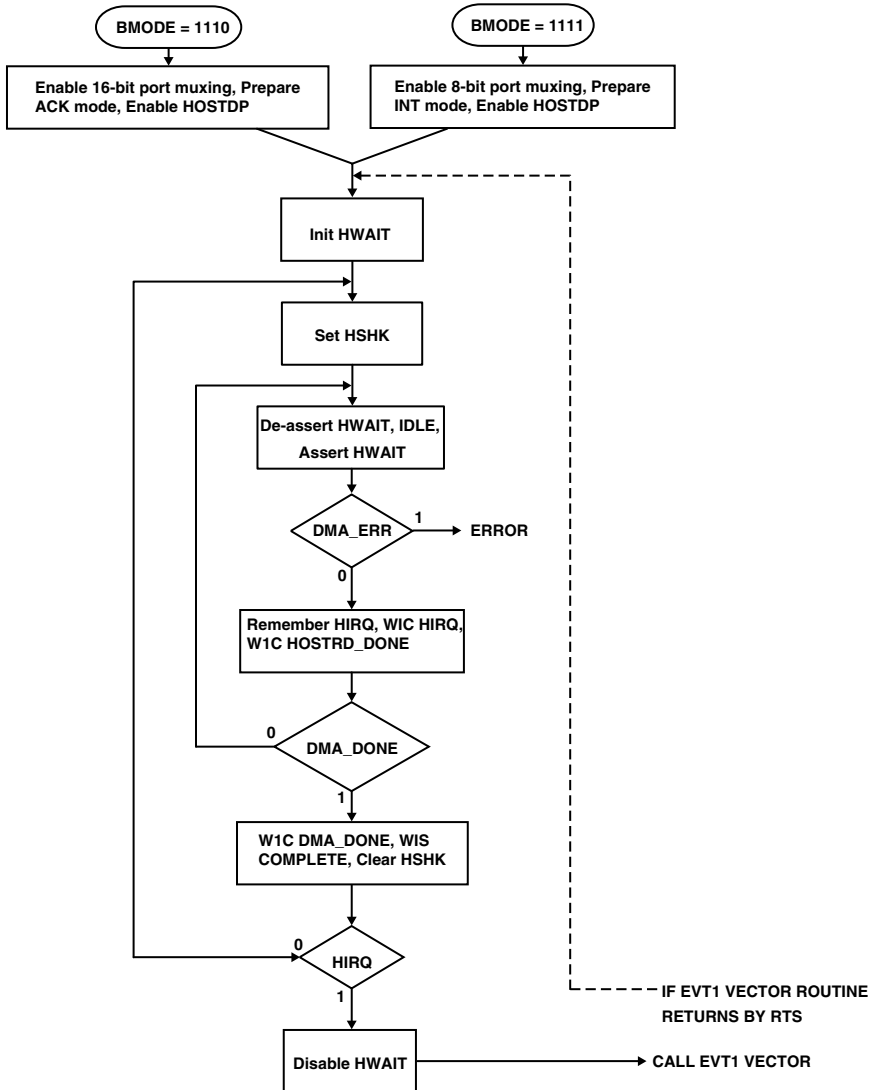 BMODE = 1110
BMODE = 1111
Enable 16-bit port muxing, Prepare
ACK mode, Enable HOSTDP
Enable 8-bit port muxing, Prepare
INT mode, Enable HOSTDP
Init HWAIT
Set HSHK
De-assert HWAIT, IDLE,
Assert HWAIT
DMA_ERR
1
ERROR
0
Remember HIRQ, WIC HIRQ,
W1C HOSTRD_DONE
0
DMA_DONE
1
W1C DMA_DONE, WIS
COMPLETE, Clear HSHK
0
HIRQ
1
IF EVT1 VECTOR ROUTINE
RETURNS BY RTS
Disable HWAIT
CALL EVT1 VECTOR